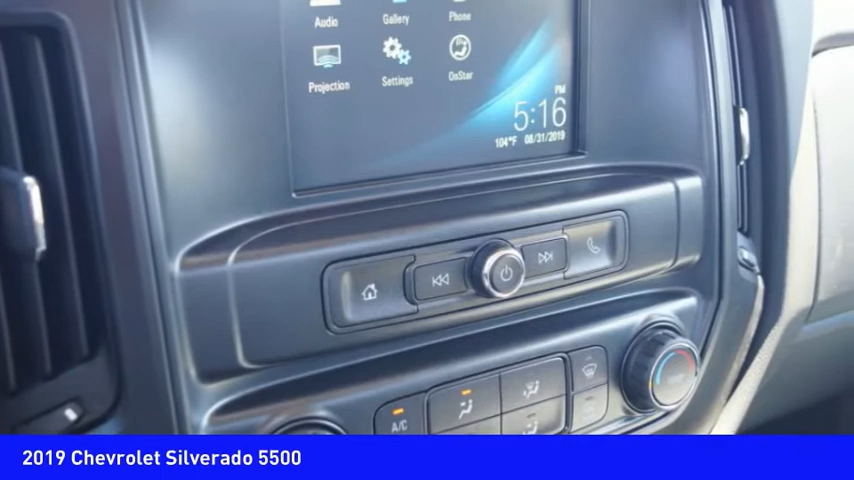 Audio
Gallery
Phone
Projection
Settings
OnStar
PM
5:16
104°F 08/31/2019
A/C
2019 Chevrolet Silverado 5500